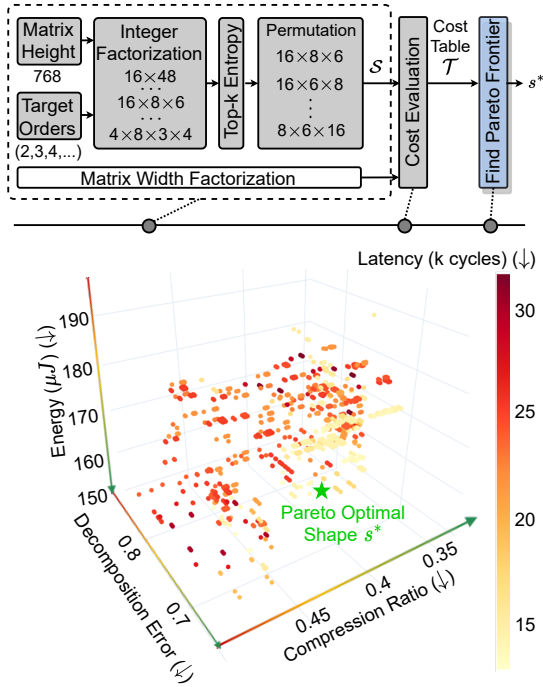 Matrix
Height
768
Target
Orders
(2,3,4,...)
Integer
Factorization
16×48
...
16×8×6
...
4×8×3×4
Top-k Entropy
Permutation
16×8×6
16×6×8
⋮
8×6×16
S
Cost Evaluation
Cost
Table
T
Find Pareto Frontier
s*
Matrix Width Factorization
Latency (k cycles) (↓)
30
25
20
15
Energy (μJ) (↓)
190
180
170
160
150
Decomposition Error (↓)
0.8
0.7
Compression Ratio (↓)
0.45
0.4
0.35
Pareto Optimal
Shape s*